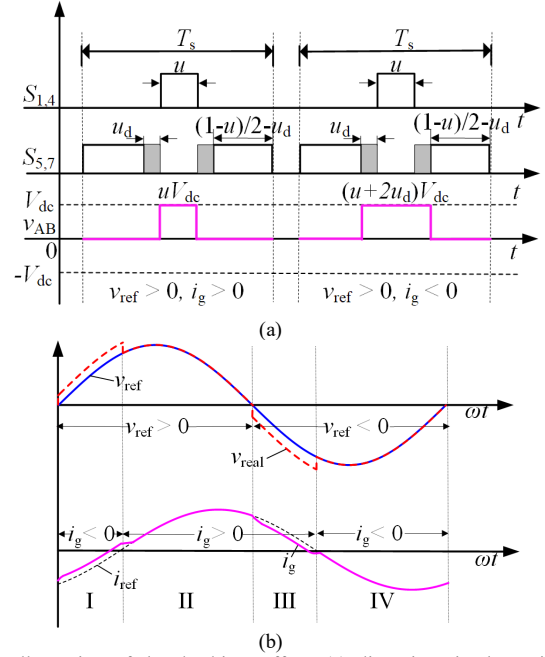 Ts Ts
u
S1,4
t
ud (1-u)/2-ud ud (1-u)/2-ud
S5,7
t
Vdc uVdc (u+2ud)Vdc
vAB
0
t
-Vdc
vref > 0, ig > 0 vref > 0, ig < 0
(a)
vref
ωt
vref > 0 vref < 0
vreal
ig < 0 ig > 0 ig < 0
iref ig
ωt
I II III IV
(b)